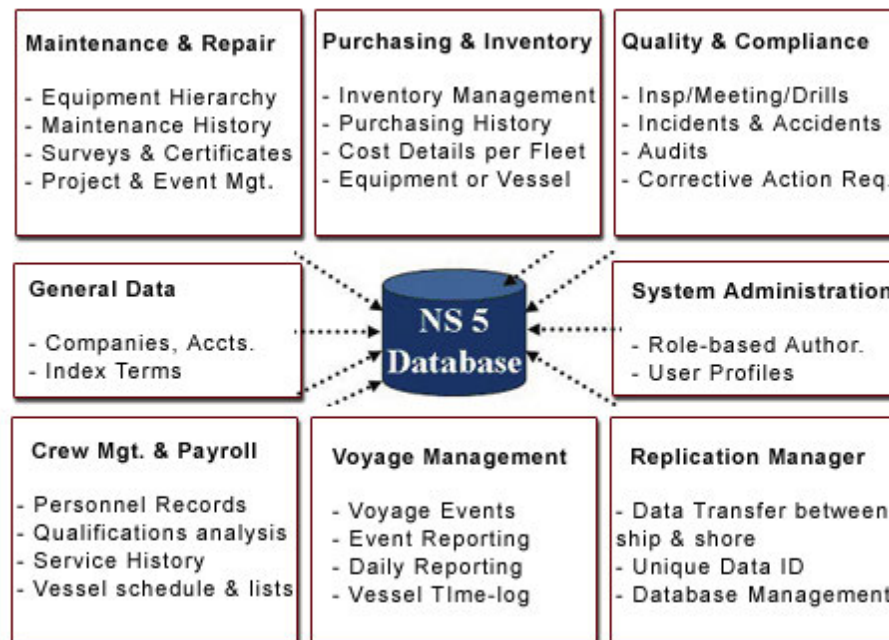 Maintenance & Repair
- Equipment Hierarchy
- Maintenance History
- Surveys & Certificates
- Project & Event Mgt.
Purchasing & Inventory
- Inventory Management
- Purchasing History
- Cost Details per Fleet
- Equipment or Vessel
Quality & Compliance
- Insp/Meeting/Drills
- Incidents & Accidents
- Audits
- Corrective Action Req.
General Data
- Companies, Accts.
- Index Terms
NS 5
Database
System Administration
- Role-based Author.
- User Profiles
Crew Mgt. & Payroll
- Personnel Records
- Qualifications analysis
- Service History
- Vessel schedule & lists
Voyage Management
- Voyage Events
- Event Reporting
- Daily Reporting
- Vessel TIme-log
Replication Manager
- Data Transfer between
ship & shore
- Unique Data ID
- Database Management